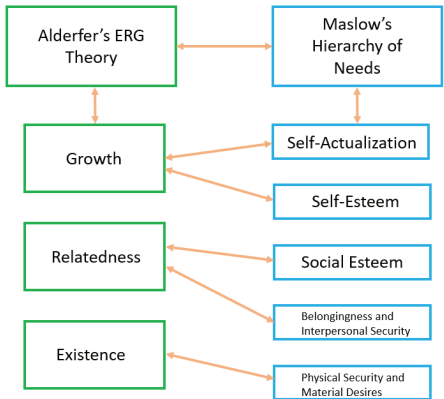 Alderfer's ERG
Theory
Maslow's
Hierarchy of
Needs
Growth
Self-Actualization
Self-Esteem
Relatedness
Social Esteem
Belongingness and
Interpersonal Security
Existence
Physical Security and
Material Desires